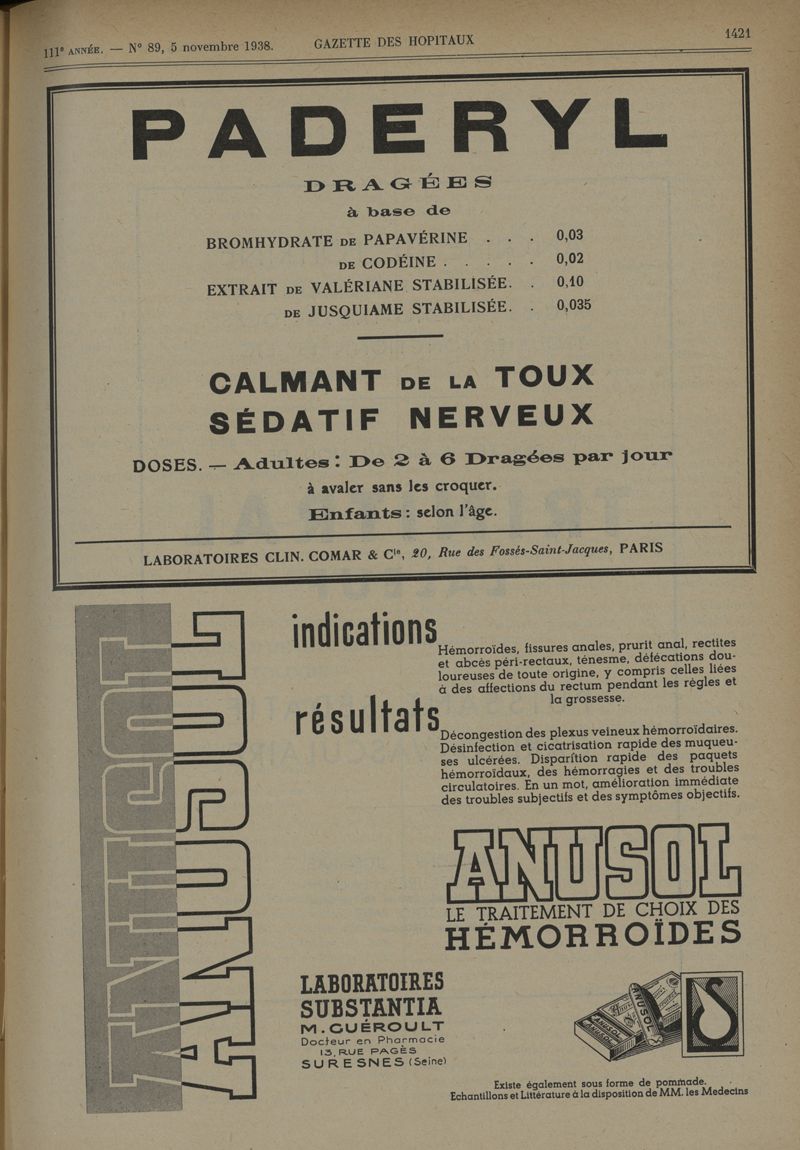 111e ANNÉE. — N° 89, 5 novembre 1938. GAZETTE DES HOPITAUX 1421
PADERYL
DRAGÉES
à base de
BROMHYDRATE DE PAPAVÉRINE . . . 0,03
DE CODÉINE . . . . . 0,02
EXTRAIT DE VALÉRIANE STABILISÉE. . 0,10
DE JUSQUIAME STABILISÉE. . 0,035
CALMANT DE LA TOUX
SÉDATIF NERVEUX
DOSES. — Adultes : De 2 à 6 Dragées par jour
à avaler sans les croquer.
Enfants : selon l'âge.
LABORATOIRES CLIN. COMAR & Cie, 20, Rue des Fossés-Saint-Jacques, PARIS
ANUSOL
indications
Hémorroïdes, fissures anales, prurit anal, rectites
et abcès péri-rectaux, ténesme, défécations dou-
loureuses de toute origine, y compris celles liées
à des affections du rectum pendant les règles et
la grossesse.
résultats
Décongestion des plexus veineux hémorroïdaires.
Désinfection et cicatrisation rapide des muqueu-
ses ulcérées. Disparition rapide des paquets
hémorroïdaux, des hémorragies et des troubles
circulatoires. En un mot, amélioration immédiate
des troubles subjectifs et des symptômes objectifs.
ANUSOL
LE TRAITEMENT DE CHOIX DES
HÉMORROÏDES
LABORATOIRES
SUBSTANTIA
M. GUÉROULT
Docteur en Pharmacie
13, RUE PAGÈS
SURESNES (Seine)
ANUSOL
ANUSOL
ANUSOL
Existe également sous forme de pommade.
Echantillons et Littérature à la disposition de MM. les Medecins